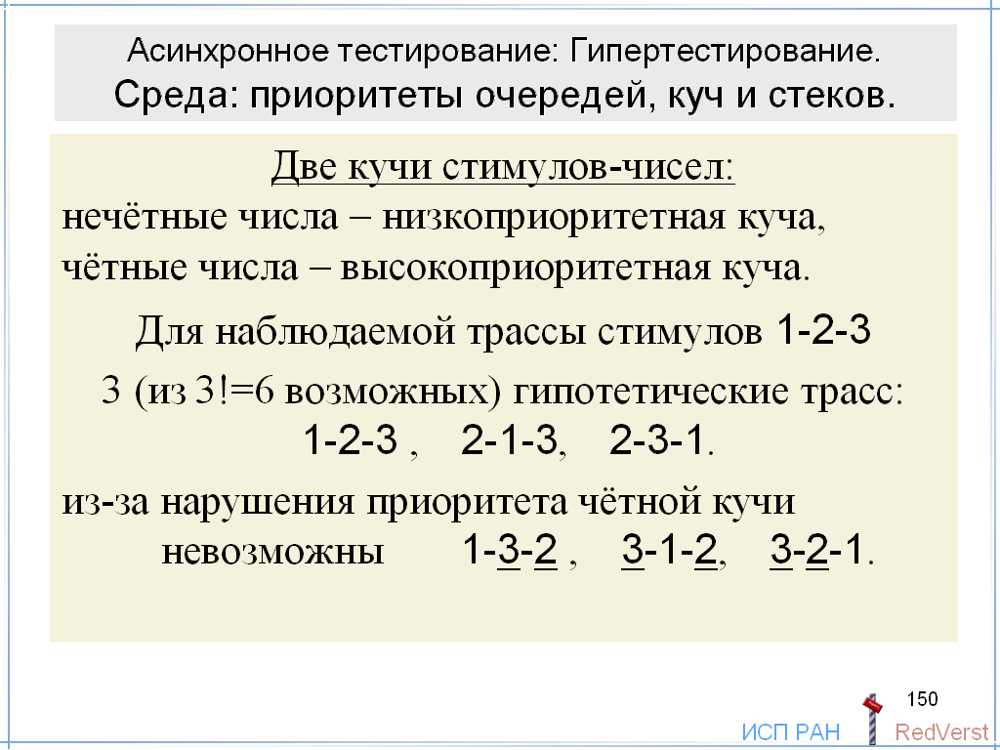 Асинхронное тестирование: Гипертестирование.
Среда: приоритеты очередей, куч и стеков.
Две кучи стимулов-чисел:
нечётные числа – низкоприоритетная куча,
чётные числа – высокоприоритетная куча.
Для наблюдаемой трассы стимулов 1-2-3
3 (из 3!=6 возможных) гипотетические трасс:
1-2-3 , 2-1-3, 2-3-1.
из-за нарушения приоритета чётной кучи
невозможны 1-3-2 , 3-1-2, 3-2-1.
150
ИСП РАН RedVerst